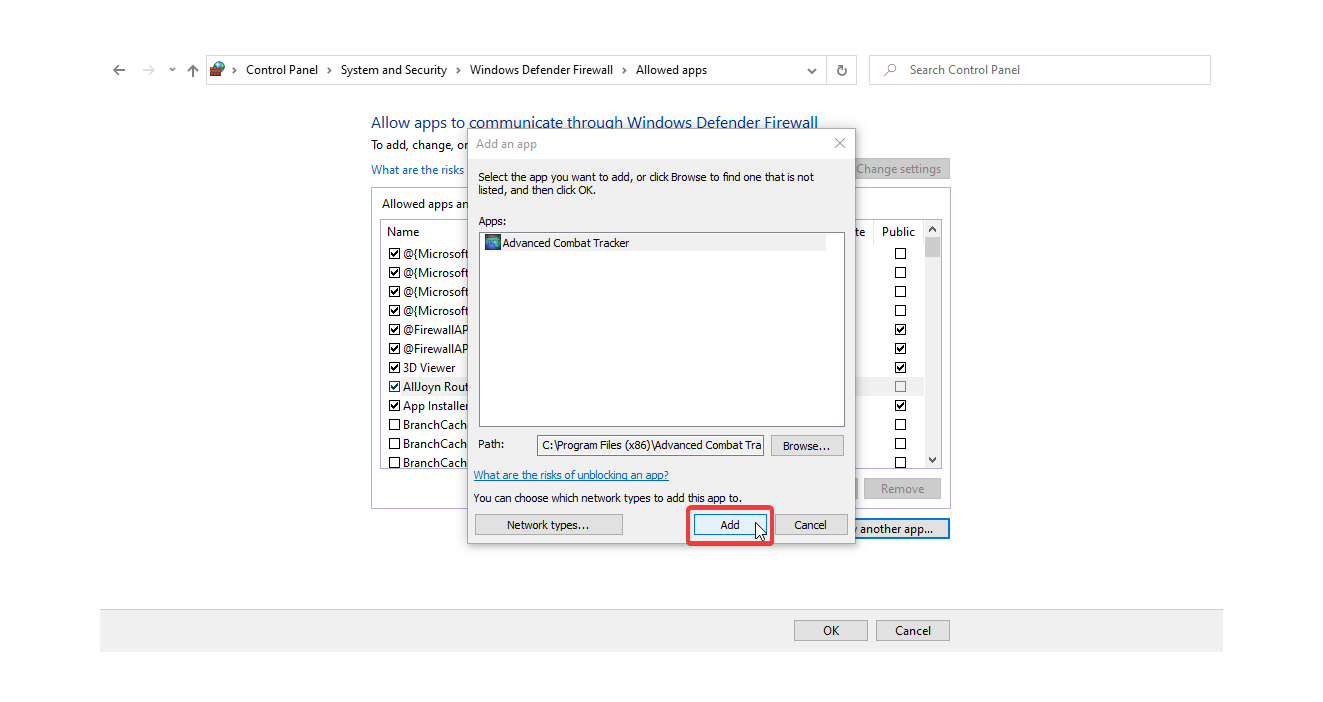 Control Panel > System and Security > Windows Defender Firewall > Allowed apps
Search Control Panel
Allow apps to communicate through Windows Defender Firewall
To add, change, or
What are the risks
Change settings
Allowed apps an
Name
te
Public
@{Microsoft
@{Microsoft
@{Microsoft
@{Microsoft
@FirewallAP
@FirewallAP
3D Viewer
AllJoyn Rout
App Installer
BranchCach
BranchCach
BranchCach
Remove
another app...
Add an app
Select the app you want to add, or click Browse to find one that is not
listed, and then click OK.
Apps:
Advanced Combat Tracker
Path:
C:\Program Files (x86)\Advanced Combat Tra
Browse...
What are the risks of unblocking an app?
You can choose which network types to add this app to.
Network types...
Add
Cancel
OK
Cancel